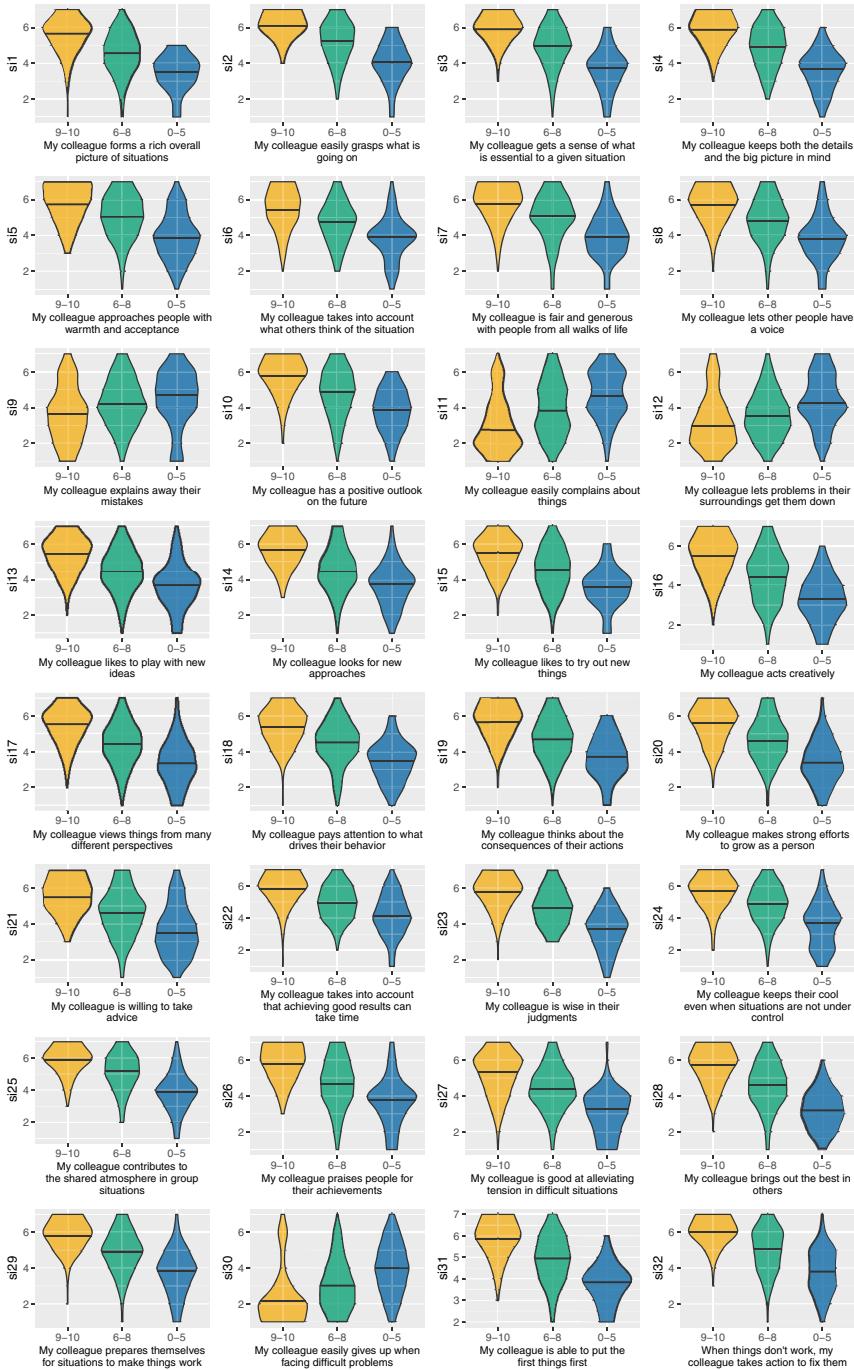 si1
6
4
2
9–10 6–8 0–5
My colleague forms a rich overall
picture of situations
si2
6
4
2
9–10 6–8 0–5
My colleague easily grasps what is
going on
si3
6
4
2
9–10 6–8 0–5
My colleague gets a sense of what
is essential to a given situation
si4
6
4
2
9–10 6–8 0–5
My colleague keeps both the details
and the big picture in mind
si5
6
4
2
9–10 6–8 0–5
My colleague approaches people with
warmth and acceptance
si6
6
4
2
9–10 6–8 0–5
My colleague takes into account
what others think of the situation
si7
6
4
2
9–10 6–8 0–5
My colleague is fair and generous
with people from all walks of life
si8
6
4
2
9–10 6–8 0–5
My colleague lets other people have
a voice
si9
6
4
2
9–10 6–8 0–5
My colleague explains away their
mistakes
si10
6
4
2
9–10 6–8 0–5
My colleague has a positive outlook
on the future
si11
6
4
2
9–10 6–8 0–5
My colleague easily complains about
things
si12
6
4
2
9–10 6–8 0–5
My colleague lets problems in their
surroundings get them down
si13
6
4
2
9–10 6–8 0–5
My colleague likes to play with new
ideas
si14
6
4
2
9–10 6–8 0–5
My colleague looks for new
approaches
si15
6
4
2
9–10 6–8 0–5
My colleague likes to try out new
things
si16
6
4
2
9–10 6–8 0–5
My colleague acts creatively
si17
6
4
2
9–10 6–8 0–5
My colleague views things from many
different perspectives
si18
6
4
2
9–10 6–8 0–5
My colleague pays attention to what
drives their behavior
si19
6
4
2
9–10 6–8 0–5
My colleague thinks about the
consequences of their actions
si20
6
4
2
9–10 6–8 0–5
My colleague makes strong efforts
to grow as a person
si21
6
4
2
9–10 6–8 0–5
My colleague is willing to take
advice
si22
6
4
2
9–10 6–8 0–5
My colleague takes into account
that achieving good results can
take time
si23
6
4
2
9–10 6–8 0–5
My colleague is wise in their
judgments
si24
6
4
2
9–10 6–8 0–5
My colleague keeps their cool
even when situations are not under
control
si25
6
4
2
9–10 6–8 0–5
My colleague contributes to
the shared atmosphere in group
situations
si26
6
4
2
9–10 6–8 0–5
My colleague praises people for
their achievements
si27
6
4
2
9–10 6–8 0–5
My colleague is good at alleviating
tension in difficult situations
si28
6
4
2
9–10 6–8 0–5
My colleague brings out the best in
others
si29
6
4
2
9–10 6–8 0–5
My colleague prepares themselves
for situations to make things work
si30
6
4
2
9–10 6–8 0–5
My colleague easily gives up when
facing difficult problems
si31
7
6
5
4
3
2
9–10 6–8 0–5
My colleague is able to put the
first things first
si32
6
4
2
9–10 6–8 0–5
When things don't work, my
colleague takes action to fix them